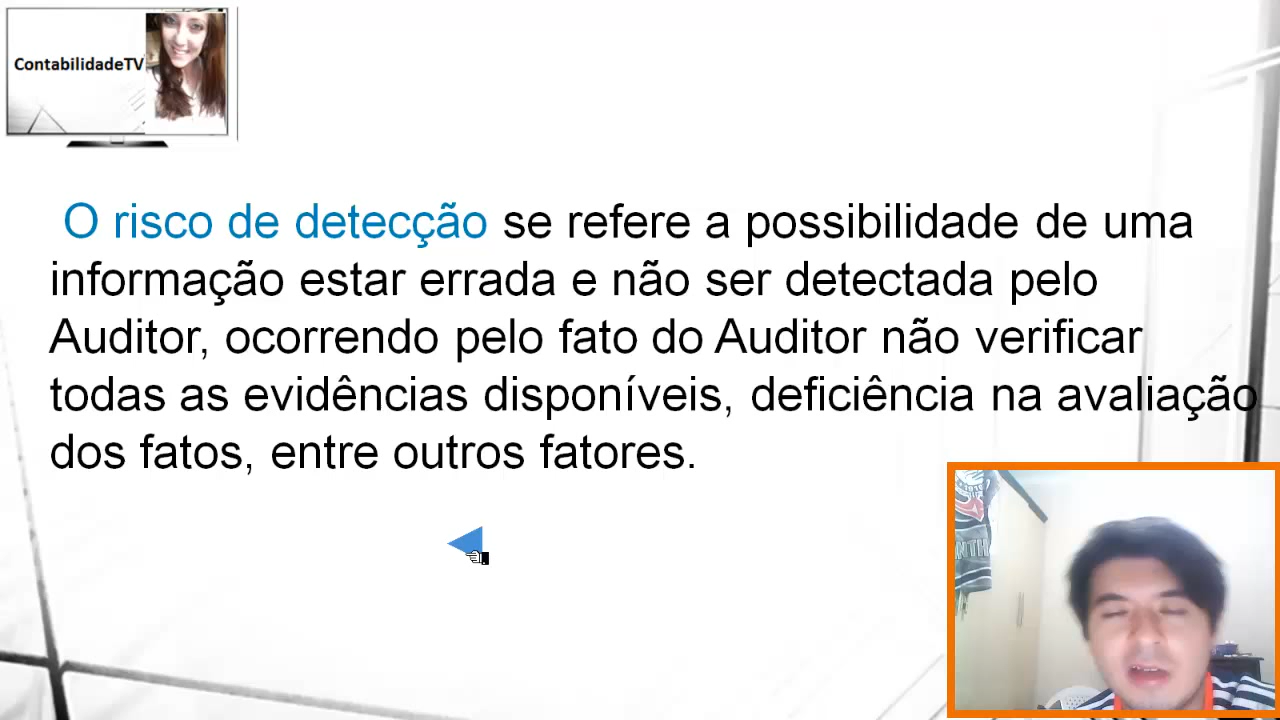 ContabilidadeTV
O risco de detecção se refere a possibilidade de uma
informação estar errada e não ser detectada pelo
Auditor, ocorrendo pelo fato do Auditor não verificar
todas as evidências disponíveis, deficiência na avaliação
dos fatos, entre outros fatores.